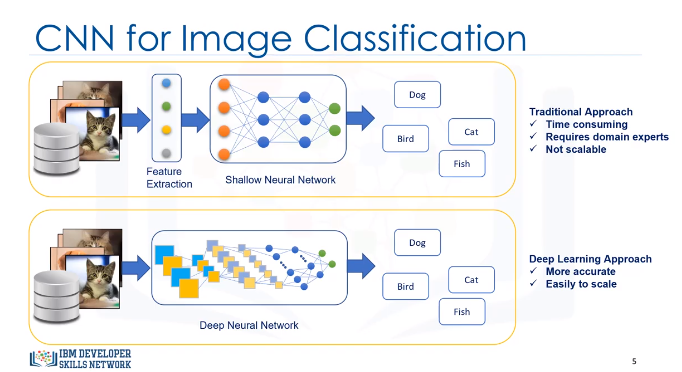 CNN for Image Classification
Feature
Extraction
Shallow Neural Network
Dog
Bird
Cat
Fish
Traditional Approach
✓ Time consuming
✓ Requires domain experts
✓ Not scalable
Deep Neural Network
Dog
Bird
Cat
Fish
Deep Learning Approach
✓ More accurate
✓ Easily to scale
IBM DEVELOPER
SKILLS NETWORK
5